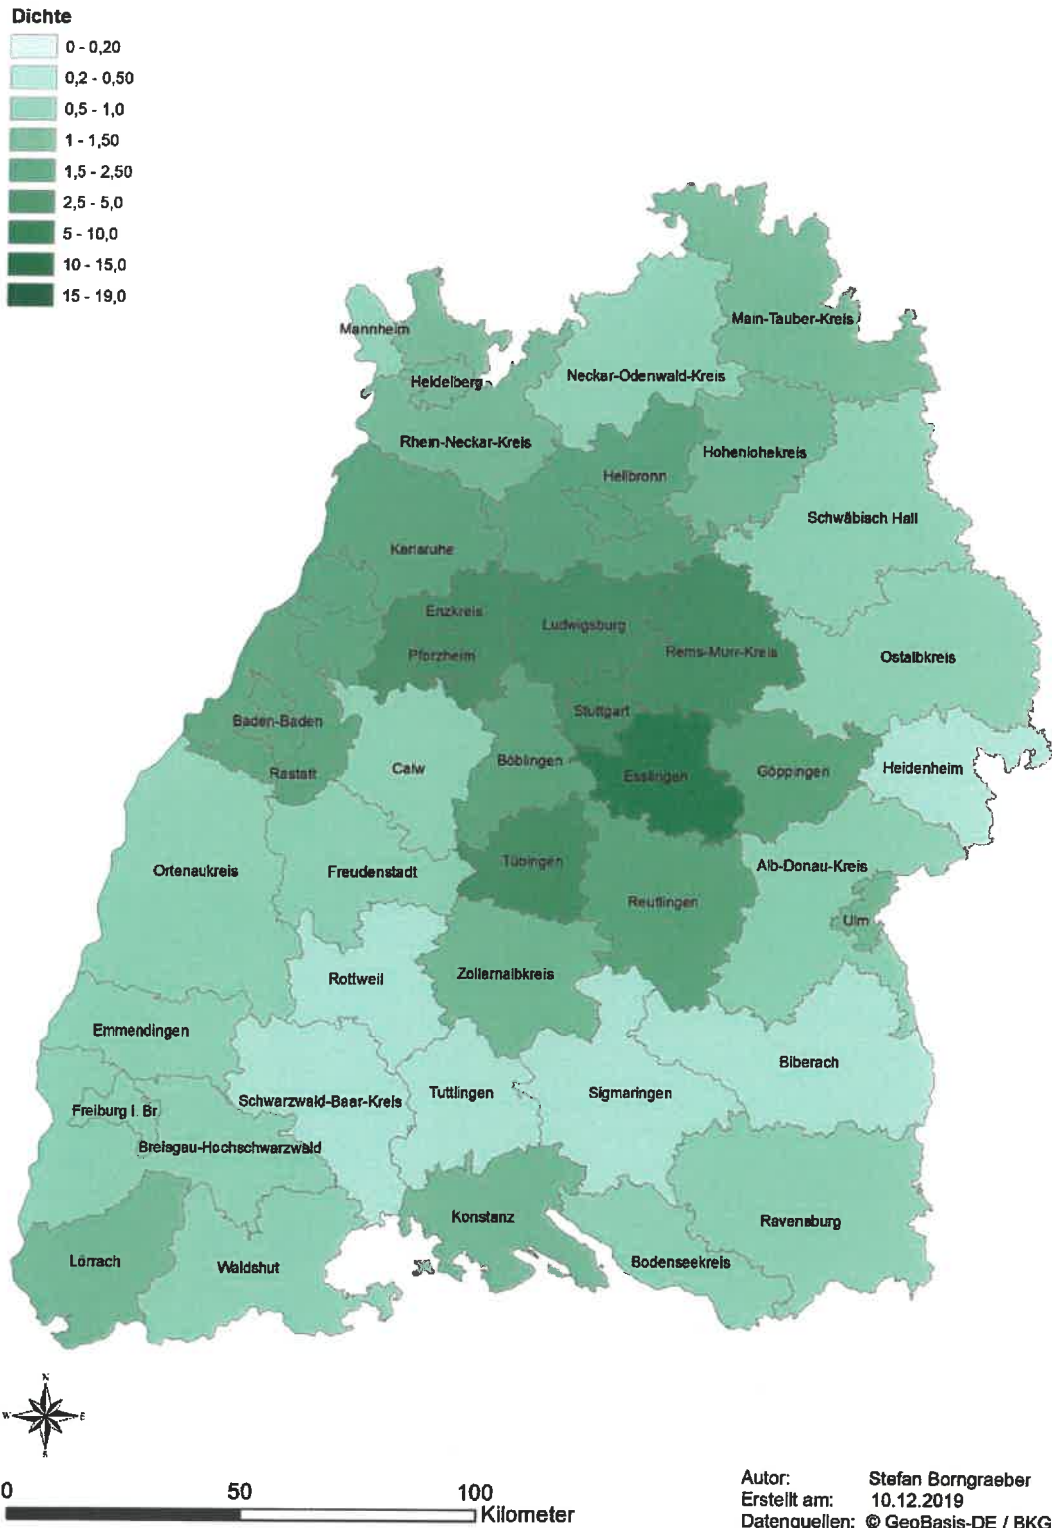 Dichte
0 - 0,20
0,2 - 0,50
0,5 - 1,0
1 - 1,50
1,5 - 2,50
2,5 - 5,0
5 - 10,0
10 - 15,0
15 - 19,0
Main-Tauber-Kreis
Mannheim
Neckar-Odenwald-Kreis
Heidelberg
Rhein-Neckar-Kreis
Hohenlohekreis
Heilbronn
Schwäbisch Hall
Karlsruhe
Enzkreis
Ludwigsburg
Rems-Murr-Kreis
Pforzheim
Ostalbkreis
Stuttgart
Baden-Baden
Böblingen
Calw
Heidenheim
Rastatt
Esslingen
Göppingen
Tübingen
Alb-Donau-Kreis
Ortenaukreis
Freudenstadt
Reutlingen
Ulm
Rottweil
Zollernalbkreis
Emmendingen
Biberach
Tuttlingen
Sigmaringen
Schwarzwald-Baar-Kreis
Freiburg i. Br
Breisgau-Hochschwarzwald
Konstanz
Ravensburg
Lörrach
Waldshut
Bodenseekreis
N
W E
S
0 50 100
Kilometer
Autor: Stefan Borngraeber
Erstellt am: 10.12.2019
Datenquellen: © GeoBasis-DE / BKG